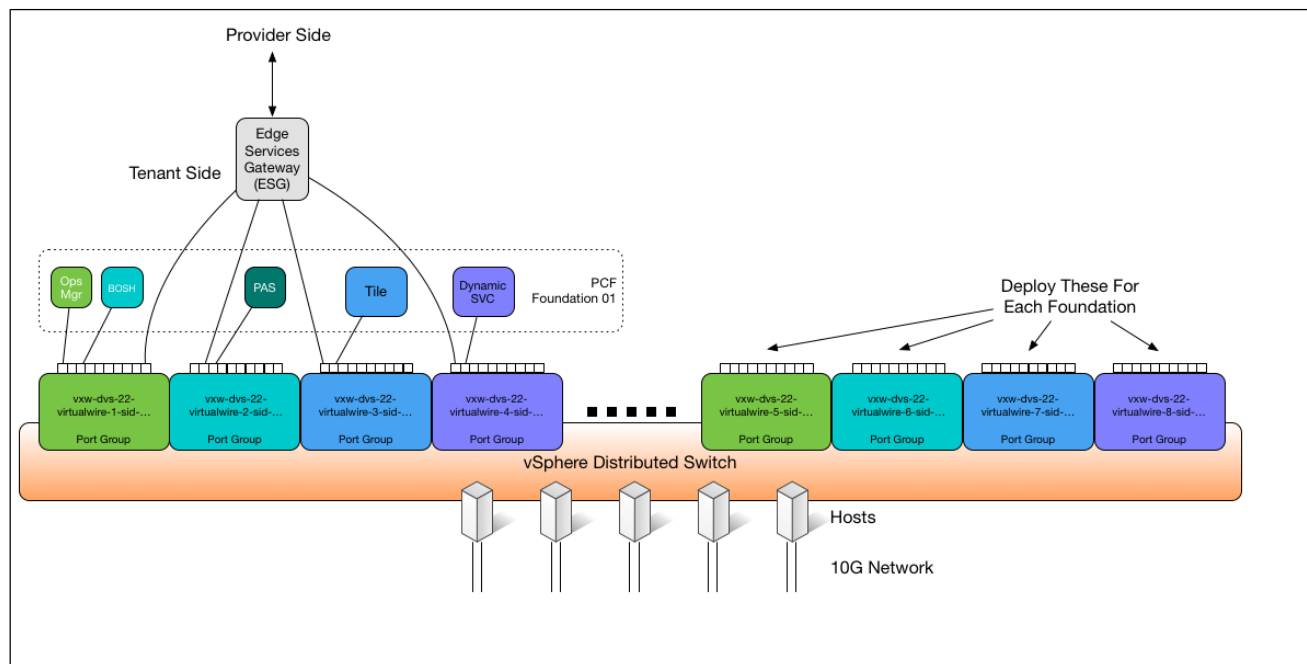 Provider Side
Edge
Services
Gateway
(ESG)
Tenant Side
Ops
Mgr
BOSH
PAS
Tile
Dynamic
SVC
PCF
Foundation 01
Deploy These For
Each Foundation
vxw-dvs-22-
virtualwire-1-sid-...
Port Group
vxw-dvs-22-
virtualwire-2-sid-...
Port Group
vxw-dvs-22-
virtualwire-3-sid-...
Port Group
vxw-dvs-22-
virtualwire-4-sid-...
Port Group
vxw-dvs-22-
virtualwire-5-sid-...
Port Group
vxw-dvs-22-
virtualwire-6-sid-...
Port Group
vxw-dvs-22-
virtualwire-7-sid-...
Port Group
vxw-dvs-22-
virtualwire-8-sid-...
Port Group
vSphere Distributed Switch
Hosts
10G Network